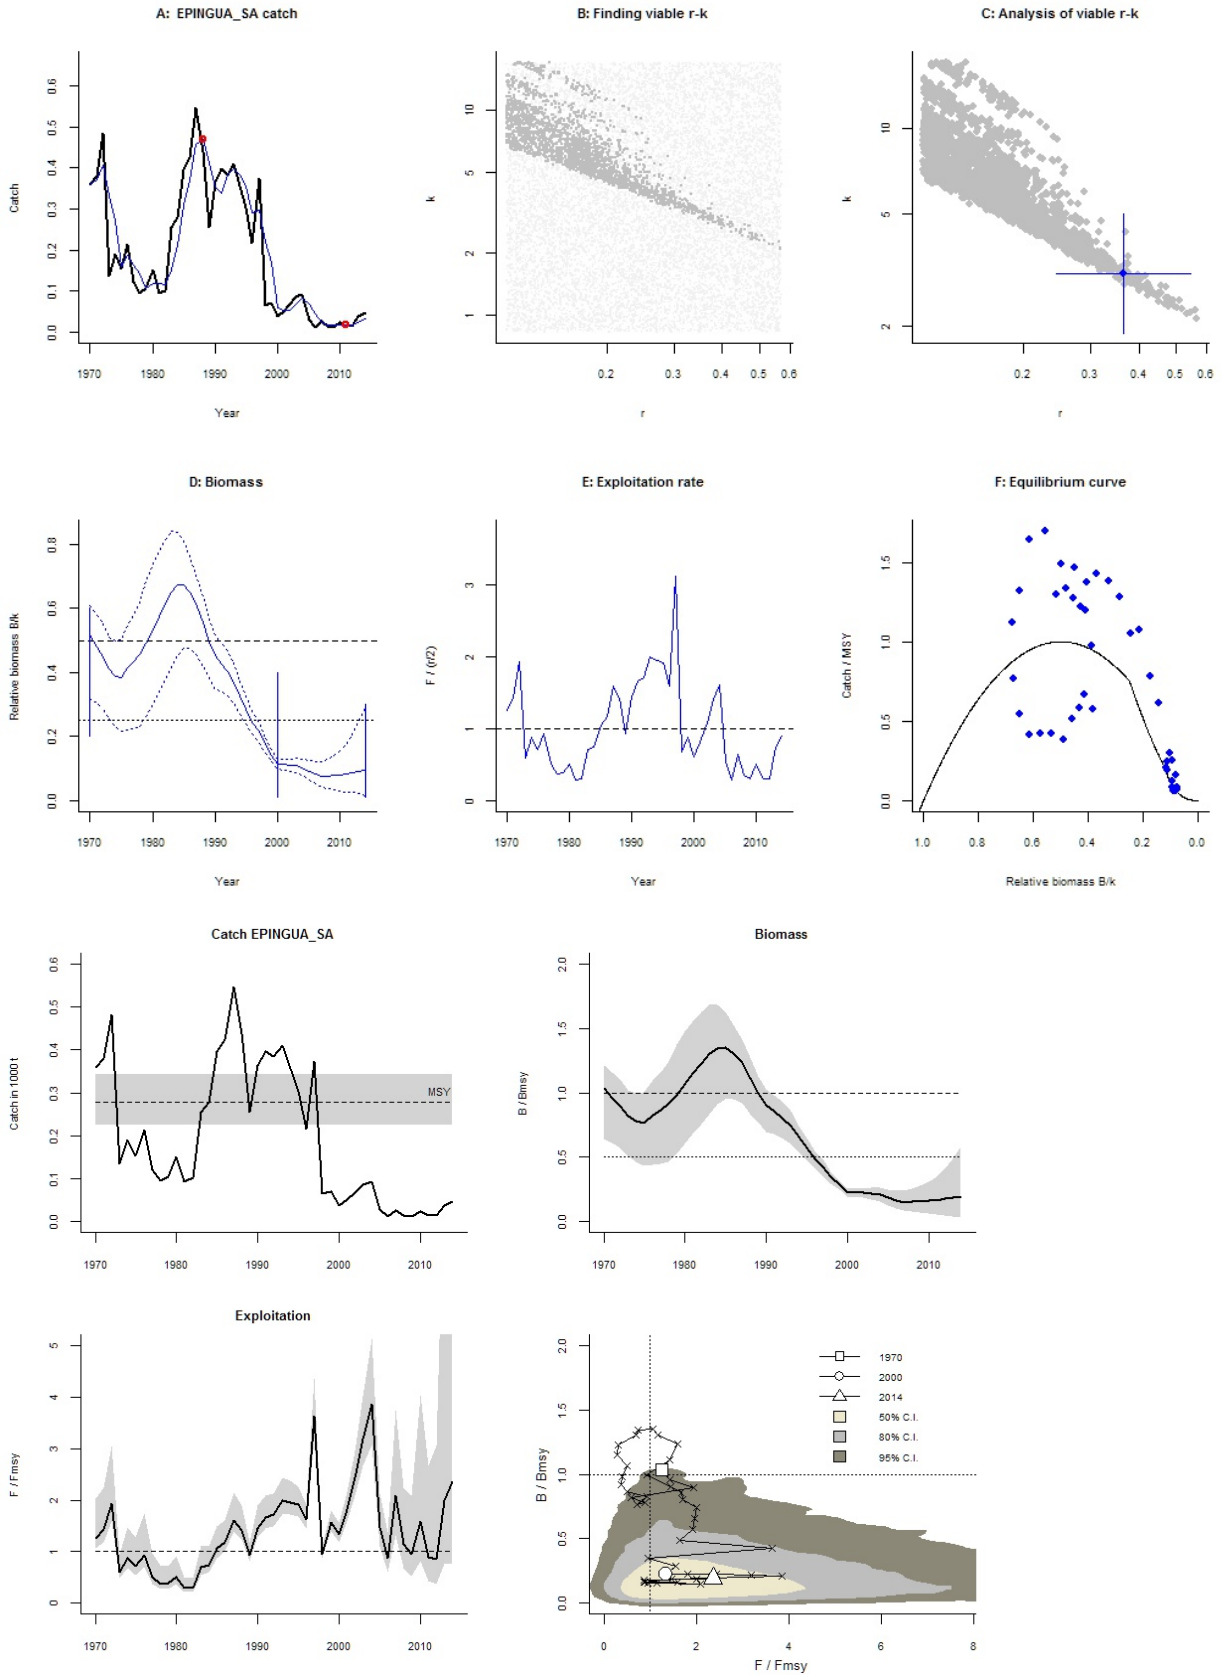 A: EPINGUA_SA catch
Catch
0.0 0.1 0.2 0.3 0.4 0.5 0.6
1970 1980 1990 2000 2010
Year
B: Finding viable r-k
k
1 2 5 10
0.2 0.3 0.4 0.5 0.6
r
C: Analysis of viable r-k
k
2 5 10
0.2 0.3 0.4 0.5 0.6
r
D: Biomass
Relative biomass B/k
0.0 0.2 0.4 0.6 0.8
1970 1980 1990 2000 2010
Year
E: Exploitation rate
F / (r/2)
0 1 2 3
1970 1980 1990 2000 2010
Year
F: Equilibrium curve
Catch / MSY
0.0 0.5 1.0 1.5
1.0 0.8 0.6 0.4 0.2 0.0
Relative biomass B/k
Catch EPINGUA_SA
Catch in 1000 t
0.0 0.1 0.2 0.3 0.4 0.5 0.6
MSY
1970 1980 1990 2000 2010
Biomass
B / Bmsy
0.0 0.5 1.0 1.5 2.0
1970 1980 1990 2000 2010
Exploitation
F / Fmsy
0 1 2 3 4 5
1970 1980 1990 2000 2010
B / Bmsy
0.0 0.5 1.0 1.5 2.0
1970
2000
2014
50% C.I.
80% C.I.
95% C.I.
0 2 4 6 8
F / Fmsy